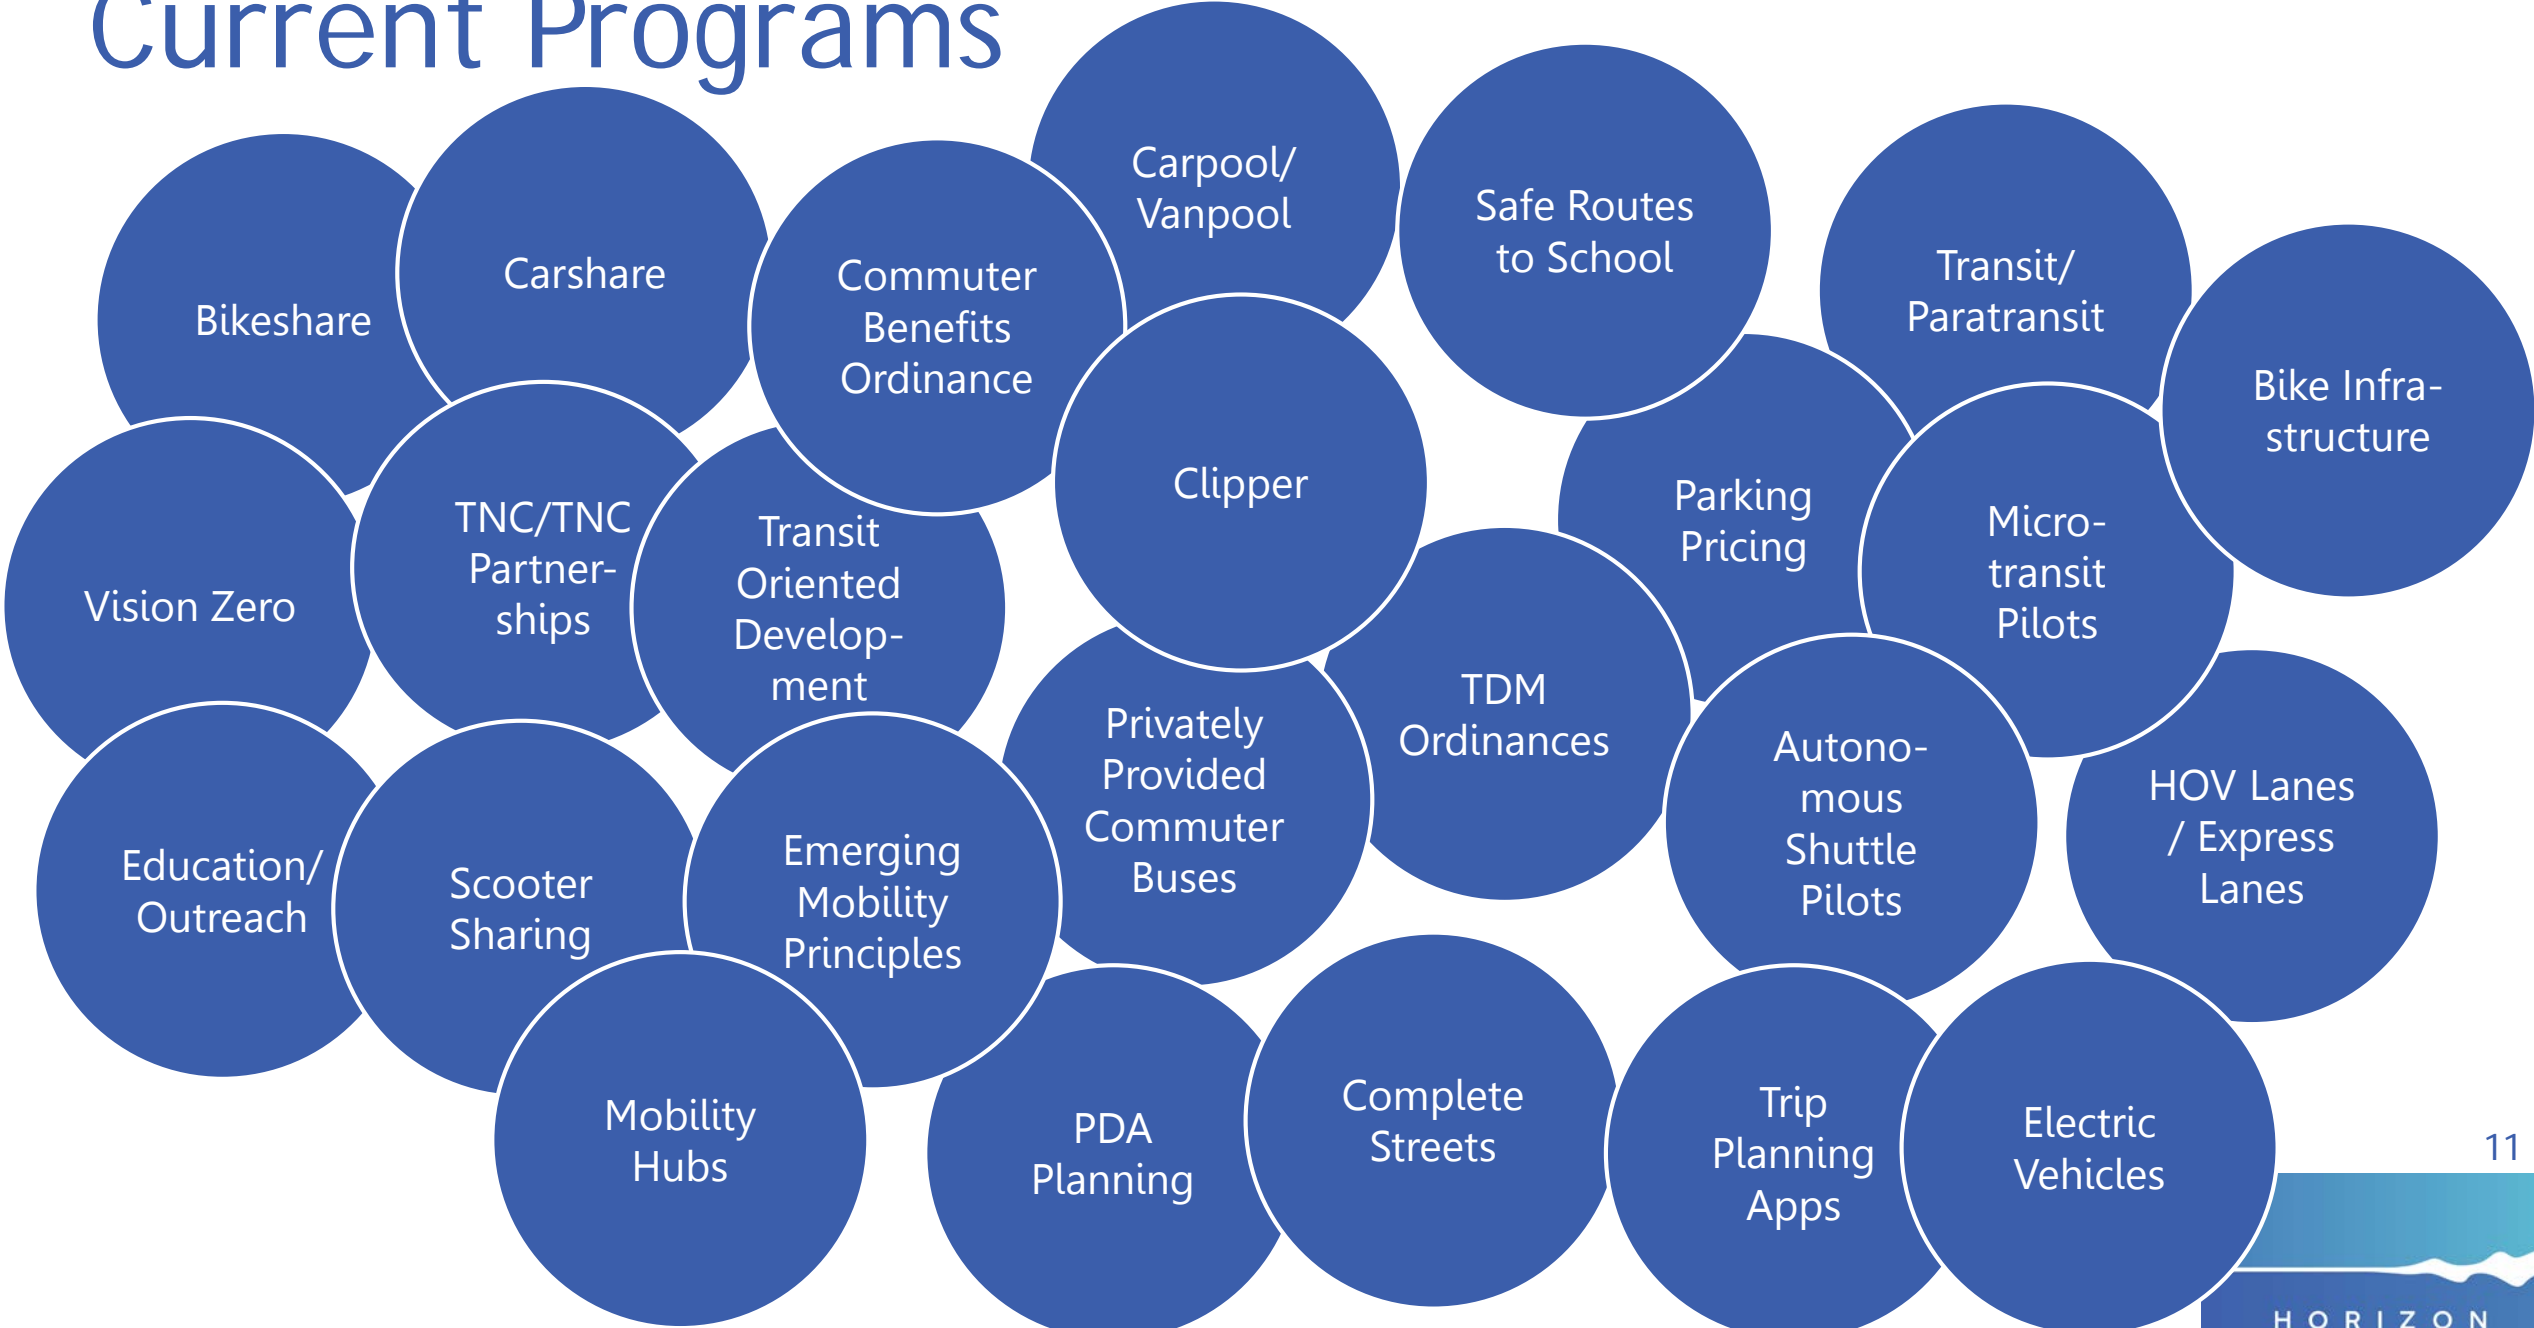 Current Programs
Bikeshare
Carshare
Commuter
Benefits
Ordinance
Carpool/
Vanpool
Safe Routes
to School
Transit/
Paratransit
Bike Infra-
structure
Vision Zero
TNC/TNC
Partner-
ships
Transit
Oriented
Develop-
ment
Clipper
Parking
Pricing
Micro-
transit
Pilots
Education/
Outreach
Scooter
Sharing
Emerging
Mobility
Principles
Privately
Provided
Commuter
Buses
TDM
Ordinances
Autono-
mous
Shuttle
Pilots
HOV Lanes
/ Express
Lanes
Mobility
Hubs
PDA
Planning
Complete
Streets
Trip
Planning
Apps
Electric
Vehicles
11
HORIZON